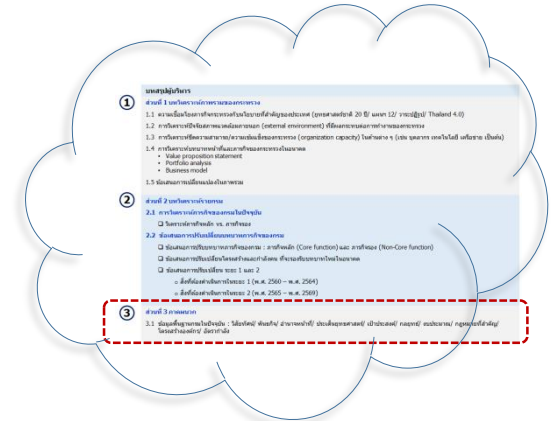 บทสรุปผู้บริหาร
1 ส่วนที่ 1 บทวิเคราะห์ภาพรวมของกระทรวง
1.1 ความเชื่อมโยงภารกิจกระทรวงกับนโยบายที่สำคัญของประเทศ (ยุทธศาสตร์ชาติ 20 ปี/ แผนฯ 12/ วาระปฏิรูป/ Thailand 4.0)
1.2 การวิเคราะห์ปัจจัยสภาพแวดล้อมภายนอก (external environment) ที่มีผลกระทบต่อการทำงานของกระทรวง
1.3 การวิเคราะห์ขีดความสามารถ/ความเข้มแข็งของกระทรวง (organization capacity) ในด้านต่าง ๆ (เช่น บุคลากร เทคโนโลยี เครือข่าย เป็นต้น)
1.4 การวิเคราะห์บทบาทหน้าที่และภารกิจของกระทรวงในอนาคต
• Value proposition statement
• Portfolio analysis
• Business model
1.5 ข้อเสนอการเปลี่ยนแปลงในภาพรวม
2 ส่วนที่ 2 บทวิเคราะห์รายกรม
2.1 การวิเคราะห์ภารกิจของกรมในปัจจุบัน
❑ วิเคราะห์ภารกิจหลัก vs. ภารกิจรอง
2.2 ข้อเสนอการปรับเปลี่ยนบทบาทภารกิจของกรม
❑ ข้อเสนอการปรับบทบาทภารกิจของกรม : ภารกิจหลัก (Core function) และ ภารกิจรอง (Non-Core function)
❑ ข้อเสนอการปรับเปลี่ยนโครงสร้างและกำลังคน ที่จะรองรับบทบาทใหม่ในอนาคต
❑ ข้อเสนอการปรับเปลี่ยน ระยะ 1 และ 2
o สิ่งที่ต้องดำเนินการในระยะ 1 (พ.ศ. 2560 – พ.ศ. 2564)
o สิ่งที่ต้องดำเนินการในระยะ 2 (พ.ศ. 2565 – พ.ศ. 2569)
3 ส่วนที่ 3 ภาคผนวก
3.1 ข้อมูลพื้นฐานกรมในปัจจุบัน : วิสัยทัศน์/ พันธกิจ/ อำนาจหน้าที่/ ประเด็นยุทธศาสตร์/ เป้าประสงค์/ กลยุทธ์/ งบประมาณ/ กฎหมายที่สำคัญ/
โครงสร้างองค์กร/ อัตรากำลัง